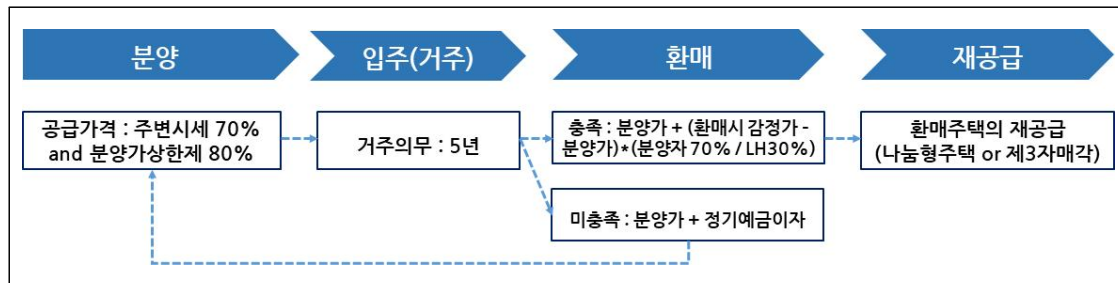 분양
입주(거주)
환매
재공급
공급가격 : 주변시세 70%
and 분양가상한제 80%
거주의무 : 5년
충족 : 분양가 + (환매시 감정가 -
분양가)*(분양자 70% / LH30%)
환매주택의 재공급
(나눔형주택 or 제3자매각)
미충족 : 분양가 + 정기예금이자